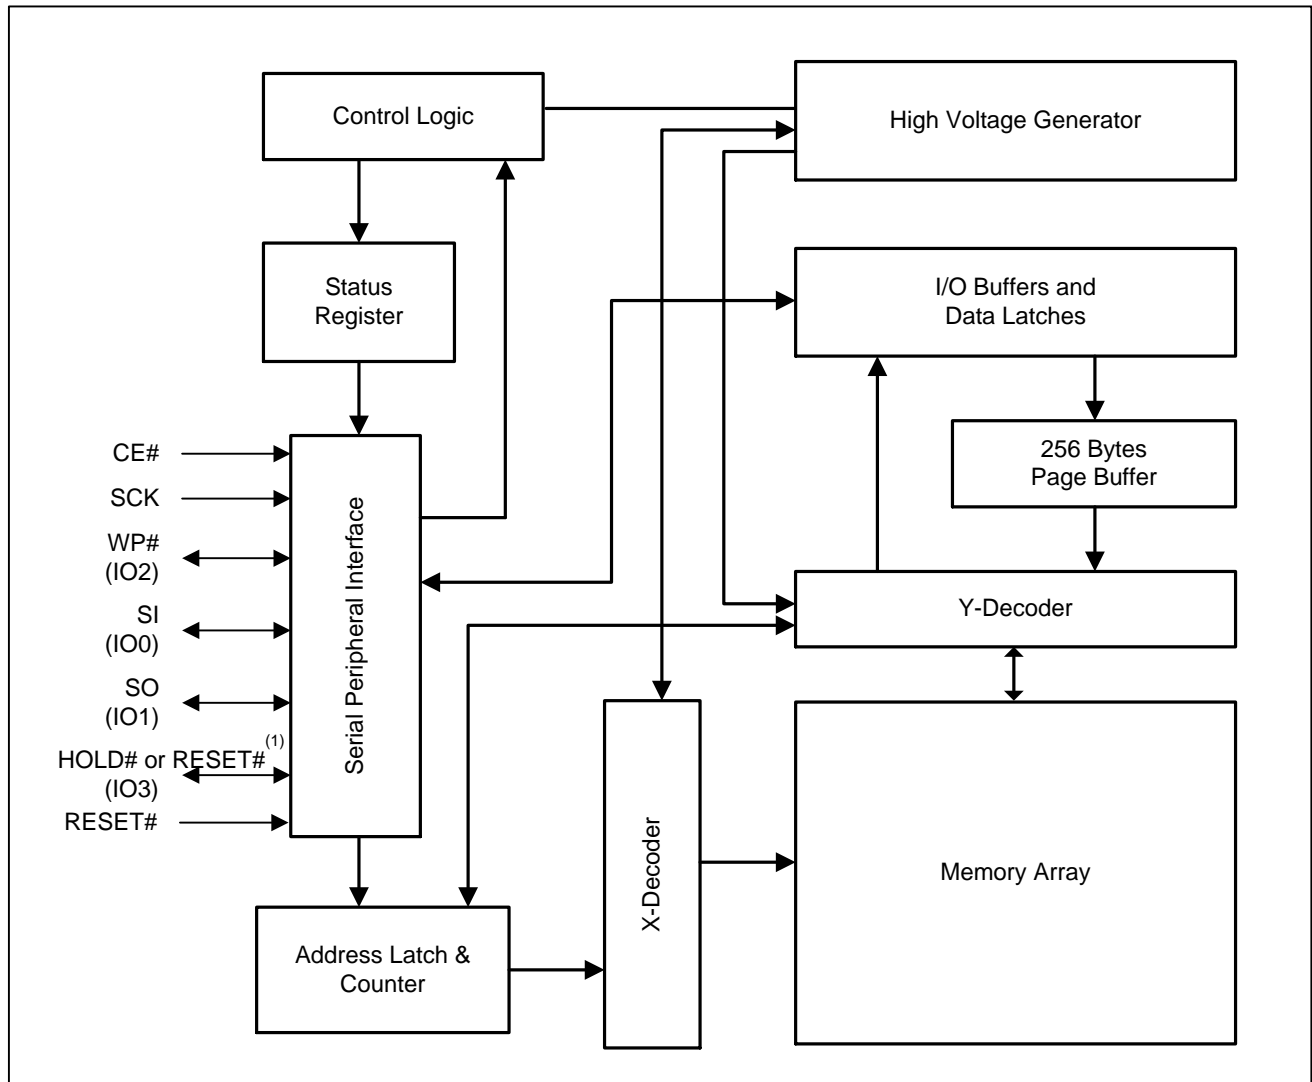 Control Logic
High Voltage Generator
Status
Register
I/O Buffers and
Data Latches
256 Bytes
Page Buffer
CE#
SCK
WP#
(IO2)
SI
(IO0)
SO
(IO1)
HOLD# or RESET#(1)
(IO3)
RESET#
Serial Peripheral Interface
Y-Decoder
X-Decoder
Memory Array
Address Latch &
Counter